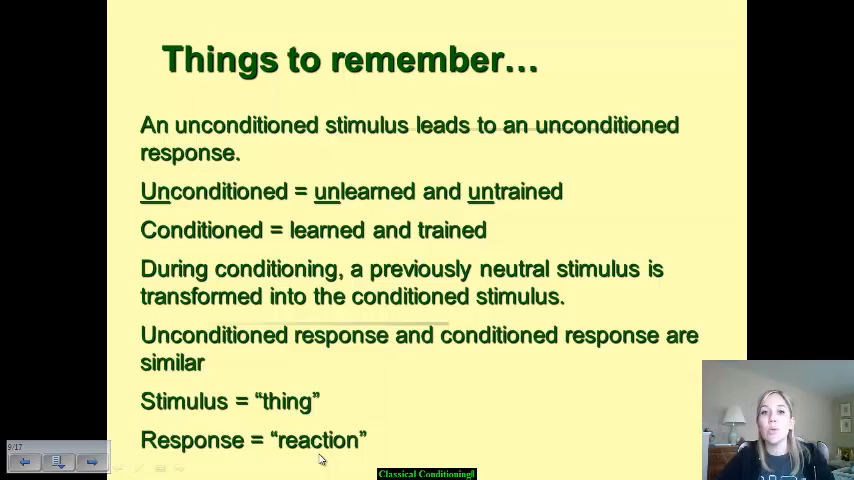 Things to remember…
An unconditioned stimulus leads to an unconditioned
response.
Unconditioned = unlearned and untrained
Conditioned = learned and trained
During conditioning, a previously neutral stimulus is
transformed into the conditioned stimulus.
Unconditioned response and conditioned response are
similar
Stimulus = “thing”
Response = “reaction”
9/17
Classical Conditioning